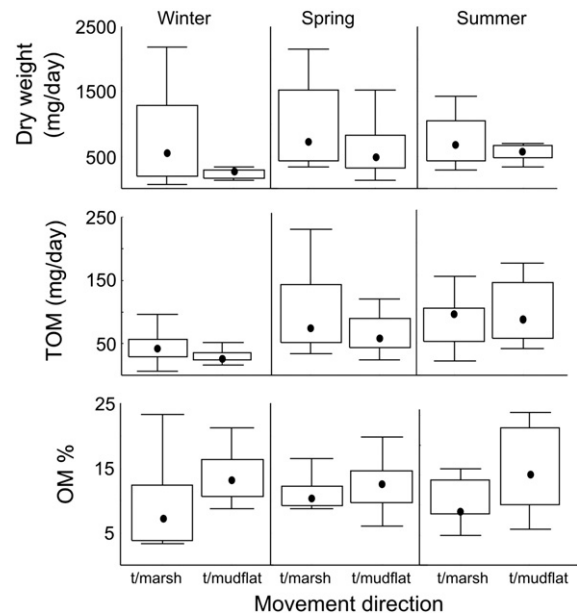 Winter Spring Summer
Dry weight
(mg/day)
2500
1500
500
TOM (mg/day)
250
150
50
OM %
25
15
5
t/marsh t/mudflat t/marsh t/mudflat t/marsh t/mudflat
Movement direction